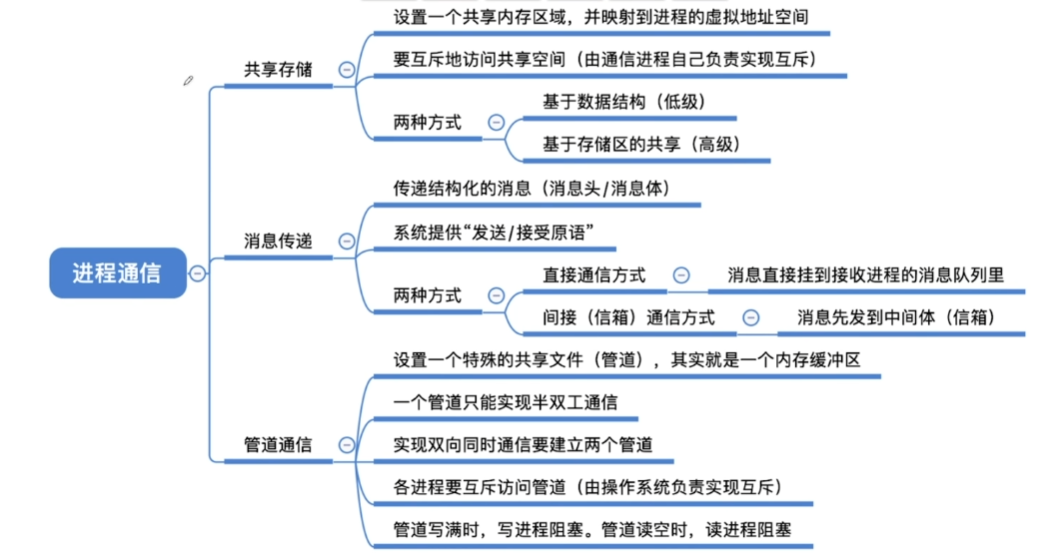 进程通信
共享存储
设置一个共享内存区域，并映射到进程的虚拟地址空间
要互斥地访问共享空间（由通信进程自己负责实现互斥）
两种方式
基于数据结构（低级）
基于存储区的共享（高级）
消息传递
传递结构化的消息（消息头/消息体）
系统提供“发送/接受原语”
两种方式
直接通信方式
消息直接挂到接收进程的消息队列里
间接（信箱）通信方式
消息先发到中间体（信箱）
管道通信
设置一个特殊的共享文件（管道），其实就是一个内存缓冲区
一个管道只能实现半双工通信
实现双向同时通信要建立两个管道
各进程要互斥访问管道（由操作系统负责实现互斥）
管道写满时，写进程阻塞。管道读空时，读进程阻塞